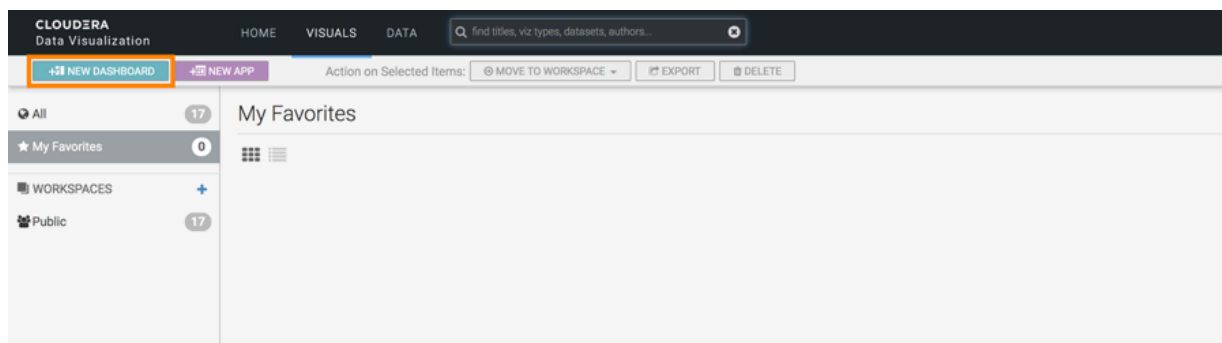 CLOUDERA
Data Visualization
HOME VISUALS DATA find titles, viz types, datasets, authors...
NEW DASHBOARD NEW APP Action on Selected Items: MOVE TO WORKSPACE EXPORT DELETE
All 17
My Favorites 0
WORKSPACES +
Public 17
My Favorites